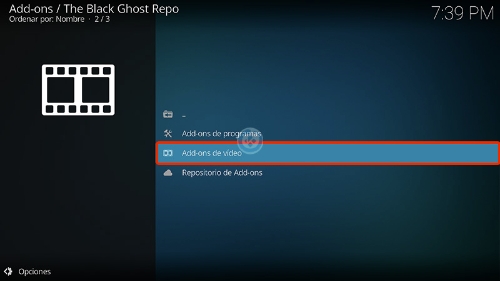 Add-ons / The Black Ghost Repo
Ordenar por: Nombre · 2 / 3
7:39 PM
..
Add-ons de programas
Add-ons de vídeo
Repositorio de Add-ons
Opciones